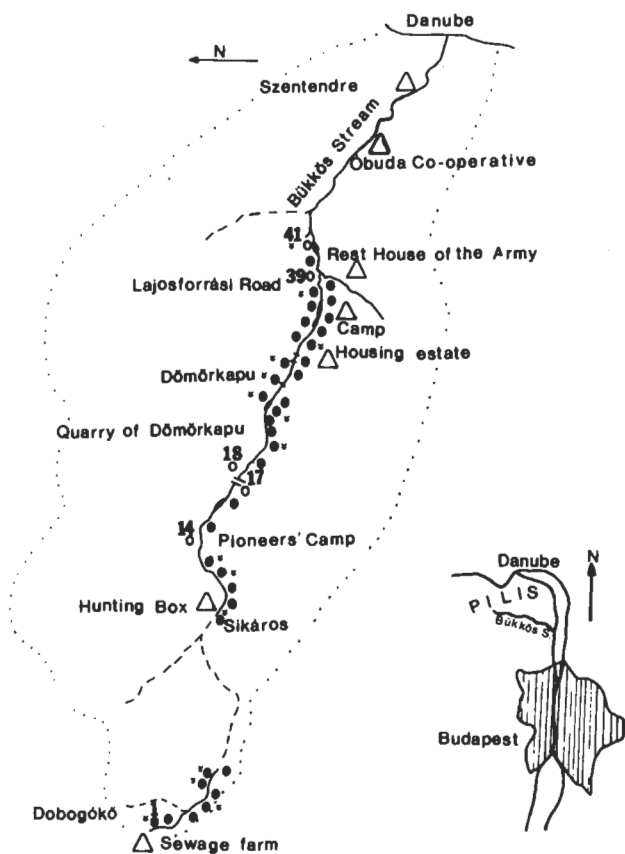 Danube
N
Szentendre
Bükkös Stream
Óbuda Co-operative
41
Rest House of the Army
39
Lajosforrási Road
Camp
Housing estate
Dömörkapu
Quarry of Dömörkapu
18
17
14
Pioneers' Camp
Hunting Box
Sikáros
Dobogókő
1
Sewage farm
Danube
N
PILIS
Bükkös S.
Budapest